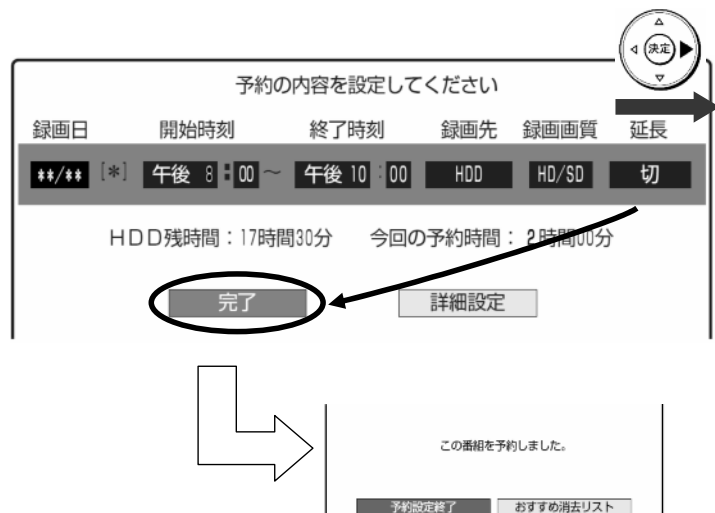 決定
予約の内容を設定してください
録画日 開始時刻 終了時刻 録画先 録画画質 延長
**/** [*] 午後 8:00 ~ 午後 10:00 HDD HD/SD 切
HDD残時間:17時間30分 今回の予約時間: 2時間00分
完了 詳細設定
この番組を予約しました。
予約設定終了 おすすめ消去リスト